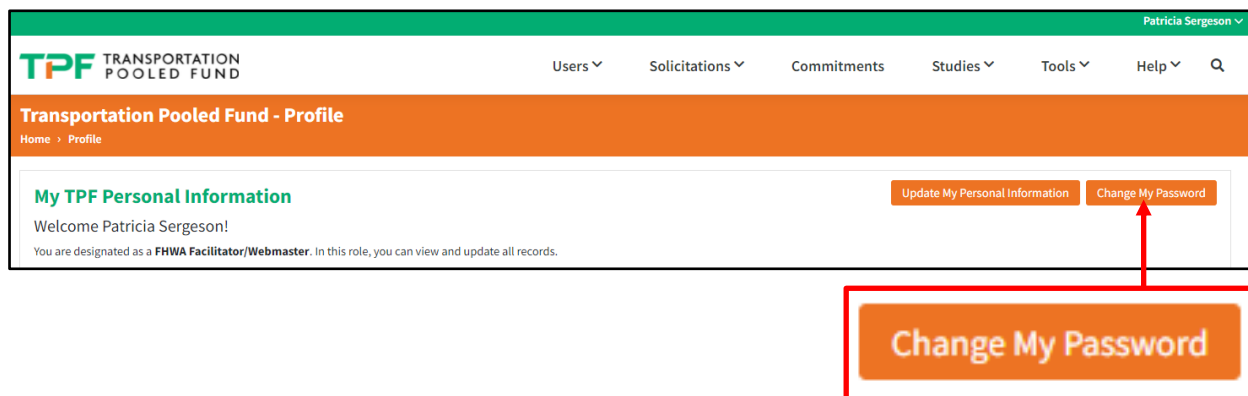 Patricia Sergeson
TPF TRANSPORTATION POOLED FUND
Users Solicitations Commitments Studies Tools Help
Transportation Pooled Fund - Profile
Home › Profile
My TPF Personal Information
Update My Personal Information Change My Password
Welcome Patricia Sergeson!
You are designated as a FHWA Facilitator/Webmaster. In this role, you can view and update all records.
Change My Password